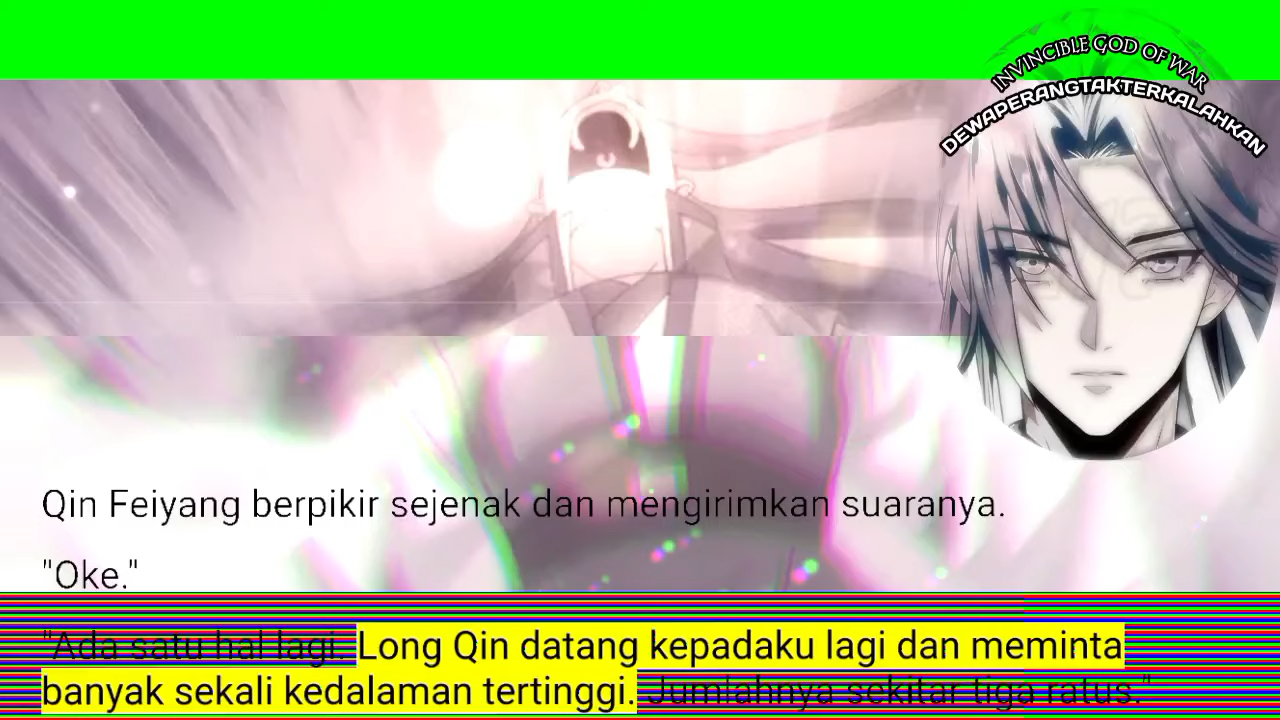 INVINCIBLE GOD OF WAR
DEWAPERANGTAKTERKALAHKAN
Qin Feiyang berpikir sejenak dan mengirimkan suaranya.
"Oke."
"Ada satu hal lagi. Long Qin datang kepadaku lagi dan meminta
banyak sekali kedalaman tertinggi. Jumlahnya sekitar tiga ratus."